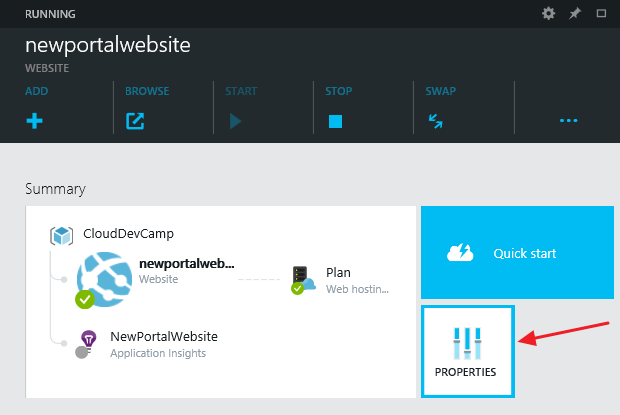 RUNNING
newportalwebsite
WEBSITE
ADD BROWSE START STOP SWAP
Summary
CloudDevCamp
newportalweb...
Website
Plan
Web hostin...
NewPortalWebsite
Application Insights
Quick start
PROPERTIES